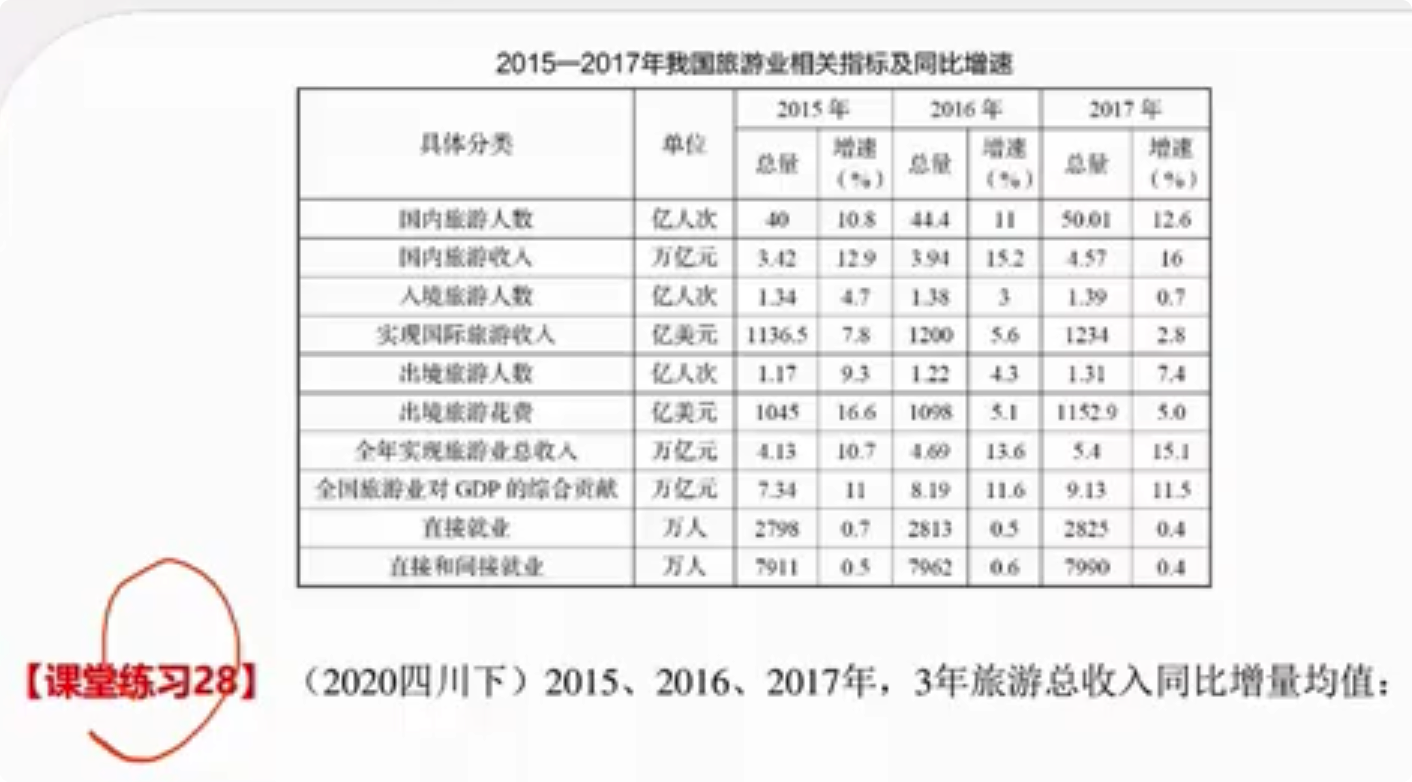 2015—2017年我国旅游业相关指标及同比增速
具体分类 单位 2015 年 2016 年 2017 年
总量 增速（%） 总量 增速（%） 总量 增速（%）
国内旅游人数 亿人次 40 10.8 44.4 11 50.01 12.6
国内旅游收入 万亿元 3.42 12.9 3.94 15.2 4.57 16
入境旅游人数 亿人次 1.34 4.7 1.38 3 1.39 0.7
实现国际旅游收入 亿美元 1136.5 7.8 1200 5.6 1234 2.8
出境旅游人数 亿人次 1.17 9.3 1.22 4.3 1.31 7.4
出境旅游花费 亿美元 1045 16.6 1098 5.1 1152.9 5.0
全年实现旅游业总收入 万亿元 4.13 10.7 4.69 13.6 5.4 15.1
全国旅游业对 GDP 的综合贡献 万亿元 7.34 11 8.19 11.6 9.13 11.5
直接就业 万人 2798 0.7 2813 0.5 2825 0.4
直接和间接就业 万人 7911 0.5 7962 0.6 7990 0.4
【课堂练习28】（2020四川下）2015、2016、2017年，3年旅游总收入同比增量均值：